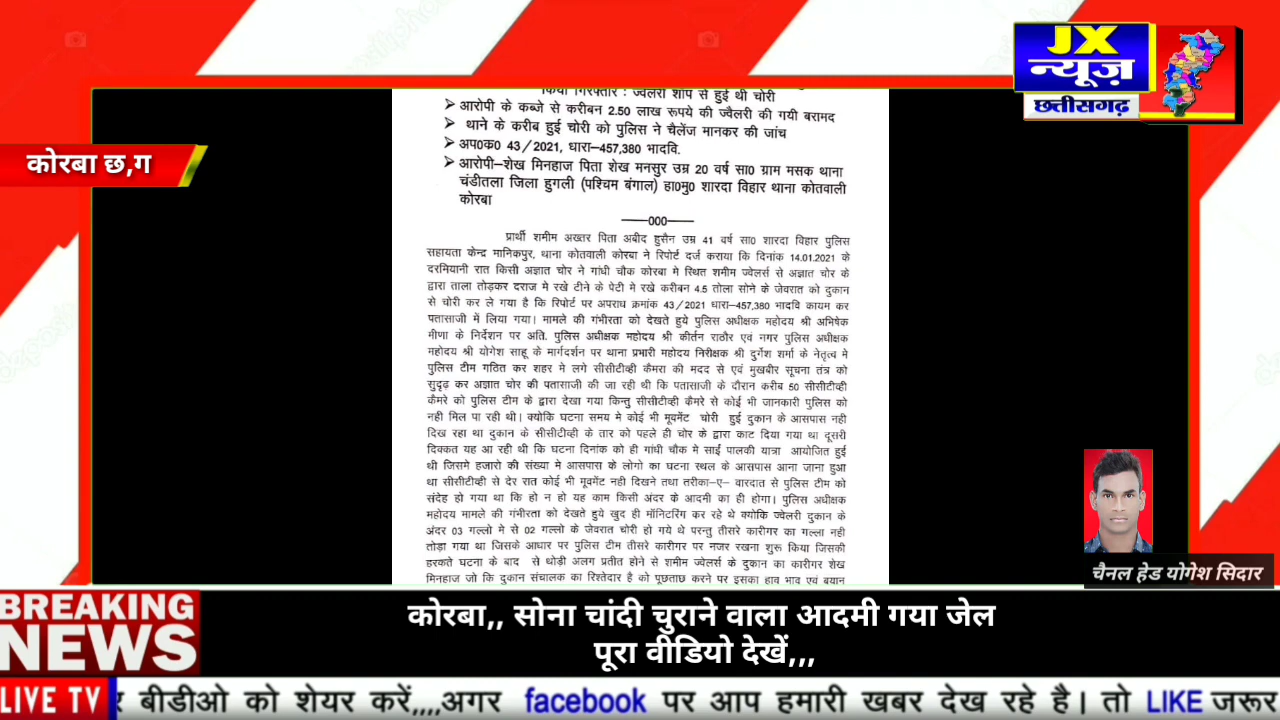 JX
न्यूज़
छत्तीसगढ़
कोरबा छ,ग
किया गिरफ्तार : ज्वेलरी शॉप से हुई थी चोरी
➢ आरोपी के कब्जे से करीबन 2.50 लाख रूपये की ज्वैलरी की गयी बरामद
➢ थाने के करीब हुई चोरी को पुलिस ने चैलेंज मानकर की जांच
➢ अप0क0 43/2021, धारा–457,380 भादवि.
➢ आरोपी–शेख मिनहाज पिता शेख मनसुर उम्र 20 वर्ष सा0 ग्राम मसक थाना
चंडीतला जिला हुगली (पश्चिम बंगाल) हा0मु0 शारदा विहार थाना कोतवाली
कोरबा
——000——
प्रार्थी शमीम अख्तर पिता अबीद हुसैन उम्र 41 वर्ष सा0 शारदा विहार पुलिस
सहायता केन्द्र मानिकपुर, थाना कोतवाली कोरबा ने रिपोर्ट दर्ज कराया कि दिनांक 14.01.2021 के
दरमियानी रात किसी अज्ञात चोर ने गांधी चौक कोरबा मे स्थित शमीम ज्वेलर्स से अज्ञात चोर के
द्वारा ताला तोड़कर दराज मे रखे टीने के पेटी मे रखे करीबन 4.5 तोला सोने के जेवरात को दुकान
से चोरी कर ले गया है कि रिपोर्ट पर अपराध क्रमांक 43/2021 धारा–457,380 भादवि कायम कर
पतासाजी में लिया गया। मामले की गंभीरता को देखते हुये पुलिस अधीक्षक महोदय श्री अभिषेक
मीणा के निर्देशन पर अति. पुलिस अधीक्षक महोदय श्री कीर्तन राठौर एवं नगर पुलिस अधीक्षक
महोदय श्री योगेश साहू के मार्गदर्शन पर थाना प्रभारी महोदय निरीक्षक श्री दुर्गेश शर्मा के नेतृत्व मे
पुलिस टीम गठित कर शहर मे लगे सीसीटीव्ही कैमरा की मदद से एवं मुखबीर सूचना तंत्र को
सुदृढ़ कर अज्ञात चोर की पतासाजी की जा रही थी कि पतासाजी के दौरान करीब 50 सीसीटीव्ही
कैमरे को पुलिस टीम के द्वारा देखा गया किन्तु सीसीटीव्ही कैमरे से कोई भी जानकारी पुलिस को
नही मिल पा रही थी। क्योकि घटना समय मे कोई भी मूवमेंट चोरी हुई दुकान के आसपास नही
दिख रहा था दुकान के सीसीटीव्ही के तार को पहले ही चोर के द्वारा काट दिया गया था दूसरी
दिक्कत यह आ रही थी कि घटना दिनांक को ही गांधी चौक मे साईं पालकी यात्रा आयोजित हुई
थी जिसमे हजारो की संख्या मे आसपास के लोगो का घटना स्थल के आसपास आना जाना हुआ
था सीसीटीव्ही से देर रात कोई भी मूवमेंट नही दिखने तथा तरीका–ए– वारदात से पुलिस टीम को
संदेह हो गया था कि हो न हो यह काम किसी अंदर के आदमी का ही होगा। पुलिस अधीक्षक
महोदय मामले की गंभीरता को देखते हुये खुद ही मॉनिटरिंग कर रहे थे क्योकि ज्वेलरी दुकान के
अंदर 03 गल्लो मे से 02 गल्लो के जेवरात चोरी हो गये थे परन्तु तीसरे कारीगर का गल्ला नही
तोड़ा गया था जिसके आधार पर पुलिस टीम तीसरे कारीगर पर नजर रखना शुरू किया जिसकी
हरकते घटना के बाद से थोड़ी अलग प्रतीत होने से शमीम ज्वेलर्स के दुकान का कारीगर शेख
मिनहाज जो कि दुकान संचालक का रिश्तेदार है को पूछताछ करने पर इसका हाव भाव एवं बयान
चैनल हेड योगेश सिदार
BREAKING
NEWS
कोरबा,, सोना चांदी चुराने वाला आदमी गया जेल
पूरा वीडियो देखें,,,
LIVE TV
बीडीओ को शेयर करें,,,,अगर facebook पर आप हमारी खबर देख रहे है। तो LIKE जरूर